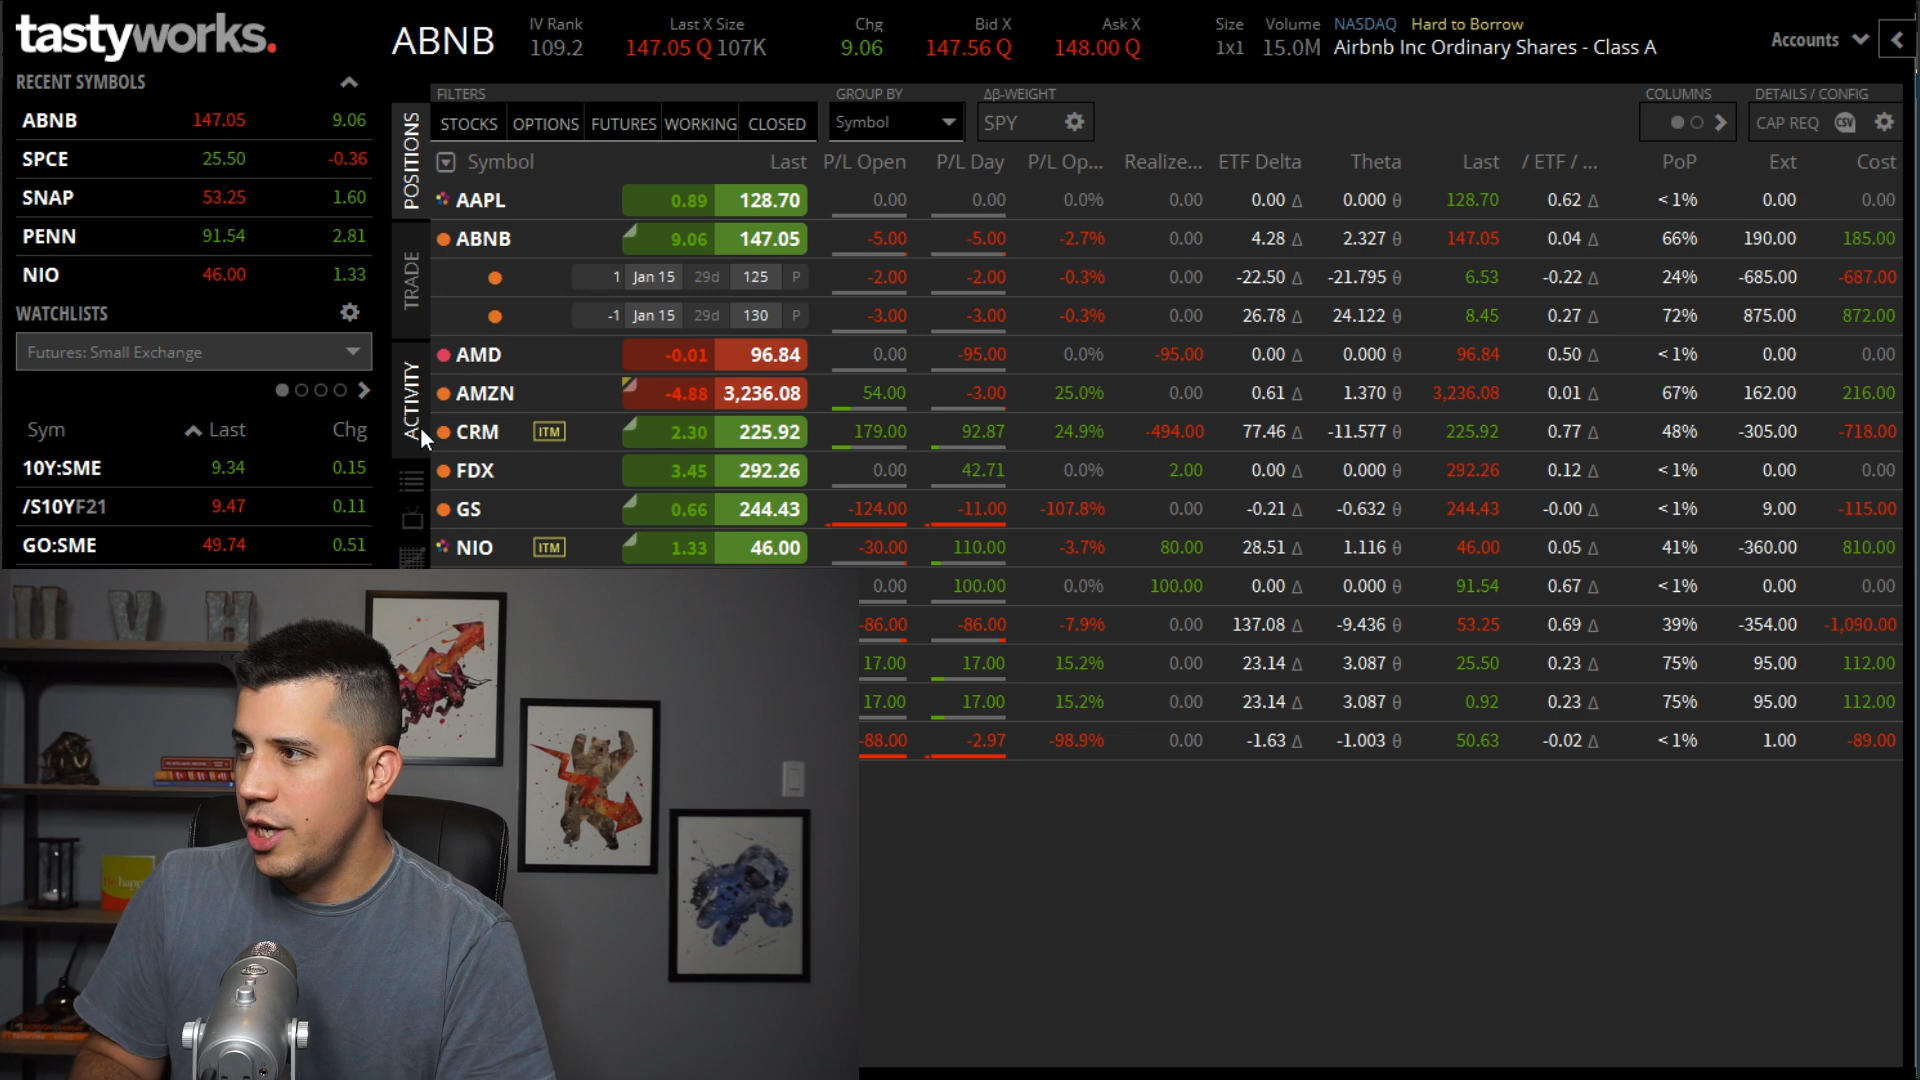 tastyworks.
ABNB
IV Rank
109.2
Last X Size
147.05 Q 107K
Chg
9.06
Bid X
147.56 Q
Ask X
148.00 Q
Size
1x1
Volume
15.0M
NASDAQ Hard to Borrow
Airbnb Inc Ordinary Shares - Class A
Accounts
RECENT SYMBOLS
ABNB 147.05 9.06
SPCE 25.50 -0.36
SNAP 53.25 1.60
PENN 91.54 2.81
NIO 46.00 1.33
WATCHLISTS
Futures: Small Exchange
Sym Last Chg
10Y:SME 9.34 0.15
/S10YF21 9.47 0.11
GO:SME 49.74 0.51
POSITIONS
TRADE
ACTIVITY
FILTERS GROUP BY Δβ-WEIGHT COLUMNS DETAILS / CONFIG
STOCKS OPTIONS FUTURES WORKING CLOSED Symbol SPY CAP REQ CSV
Symbol Last P/L Open P/L Day P/L Op... Realize... ETF Delta Theta Last / ETF / ... PoP Ext Cost
AAPL 0.89 128.70 0.00 0.00 0.0% 0.00 0.00 Δ 0.000 θ 128.70 0.62 Δ < 1% 0.00 0.00
ABNB 9.06 147.05 -5.00 -5.00 -2.7% 0.00 4.28 Δ 2.327 θ 147.05 0.04 Δ 66% 190.00 185.00
1 Jan 15 29d 125 P -2.00 -2.00 -0.3% 0.00 -22.50 Δ -21.795 θ 6.53 -0.22 Δ 24% -685.00 -687.00
-1 Jan 15 29d 130 P -3.00 -3.00 -0.3% 0.00 26.78 Δ 24.122 θ 8.45 0.27 Δ 72% 875.00 872.00
AMD -0.01 96.84 0.00 -95.00 0.0% -95.00 0.00 Δ 0.000 θ 96.84 0.50 Δ < 1% 0.00 0.00
AMZN -4.88 3,236.08 54.00 -3.00 25.0% 0.00 0.61 Δ 1.370 θ 3,236.08 0.01 Δ 67% 162.00 216.00
CRM ITM 2.30 225.92 179.00 92.87 24.9% -494.00 77.46 Δ -11.577 θ 225.92 0.77 Δ 48% -305.00 -718.00
FDX 3.45 292.26 0.00 42.71 0.0% 2.00 0.00 Δ 0.000 θ 292.26 0.12 Δ < 1% 0.00 0.00
GS 0.66 244.43 -124.00 -11.00 -107.8% 0.00 -0.21 Δ -0.632 θ 244.43 -0.00 Δ < 1% 9.00 -115.00
NIO ITM 1.33 46.00 -30.00 110.00 -3.7% 80.00 28.51 Δ 1.116 θ 46.00 0.05 Δ 41% -360.00 810.00
0.00 100.00 0.0% 100.00 0.00 Δ 0.000 θ 91.54 0.67 Δ < 1% 0.00 0.00
-86.00 -86.00 -7.9% 0.00 137.08 Δ -9.436 θ 53.25 0.69 Δ 39% -354.00 -1,090.00
17.00 17.00 15.2% 0.00 23.14 Δ 3.087 θ 25.50 0.23 Δ 75% 95.00 112.00
17.00 17.00 15.2% 0.00 23.14 Δ 3.087 θ 0.92 0.23 Δ 75% 95.00 112.00
-88.00 -2.97 -98.9% 0.00 -1.63 Δ -1.003 θ 50.63 -0.02 Δ < 1% 1.00 -89.00
U V H